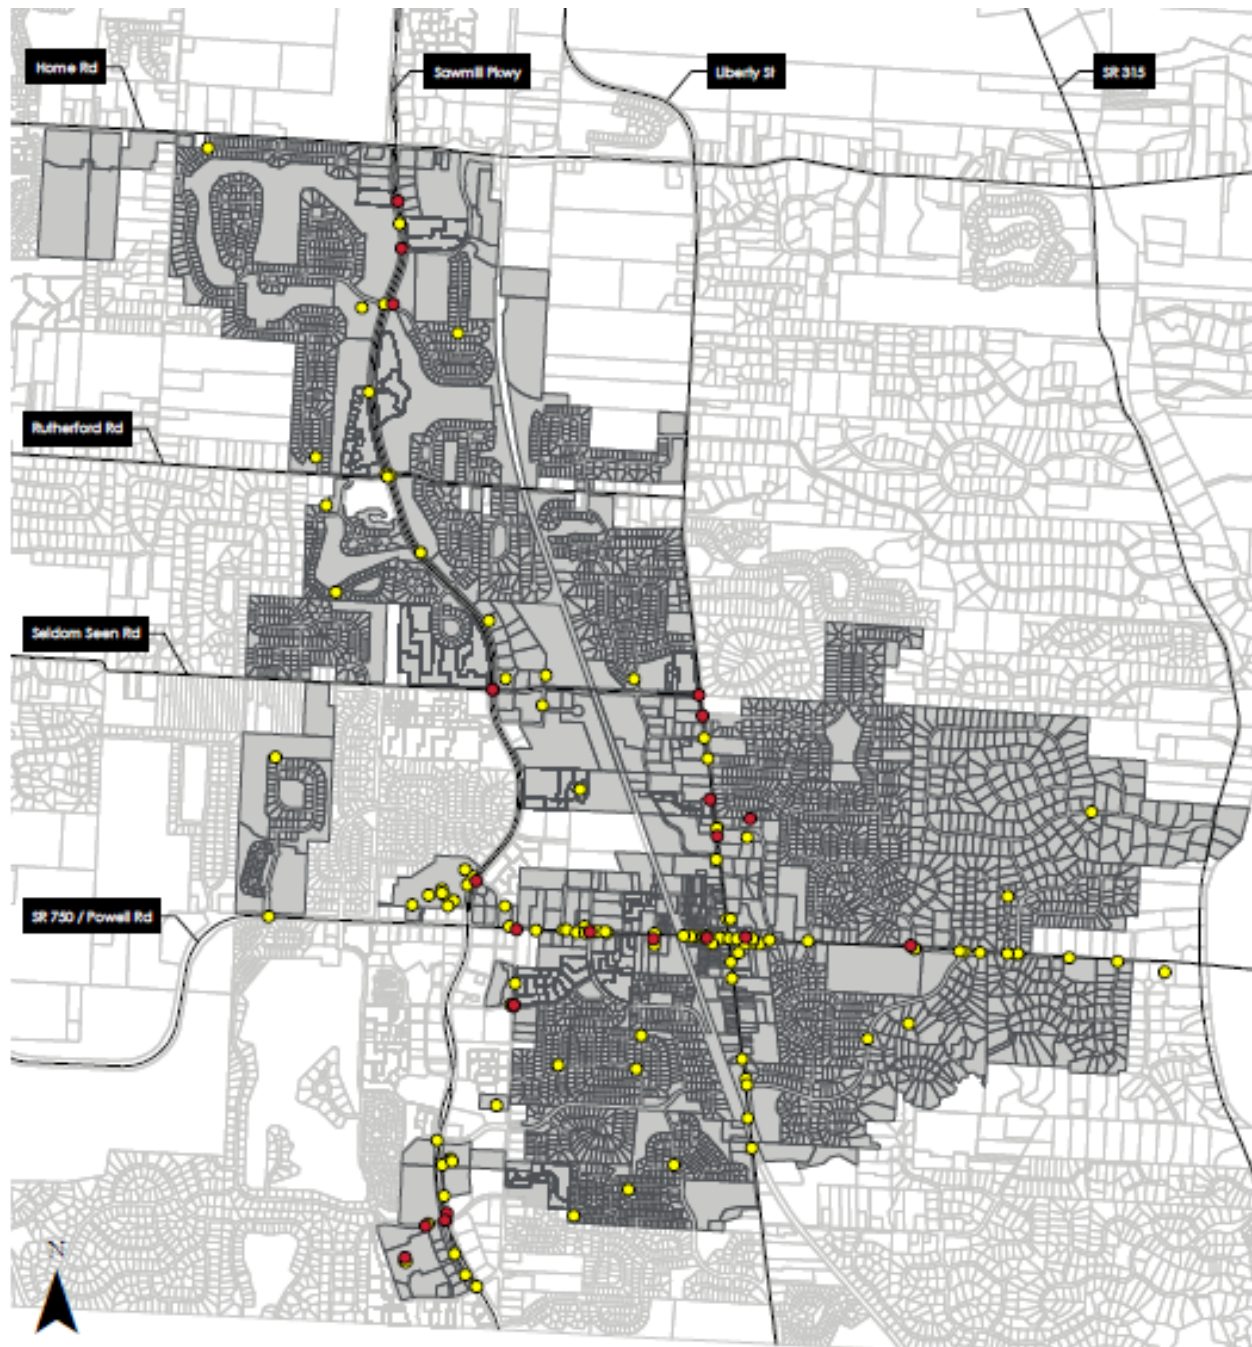 Home Rd
Sawmill Pkwy
Liberty St
SR 315
Rutherford Rd
Seldom Seen Rd
SR 750 / Powell Rd
N